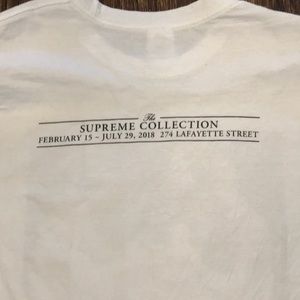 The
SUPREME COLLECTION
FEBRUARY 15 - JULY 29, 2018 274 LAFAYETTE STREET